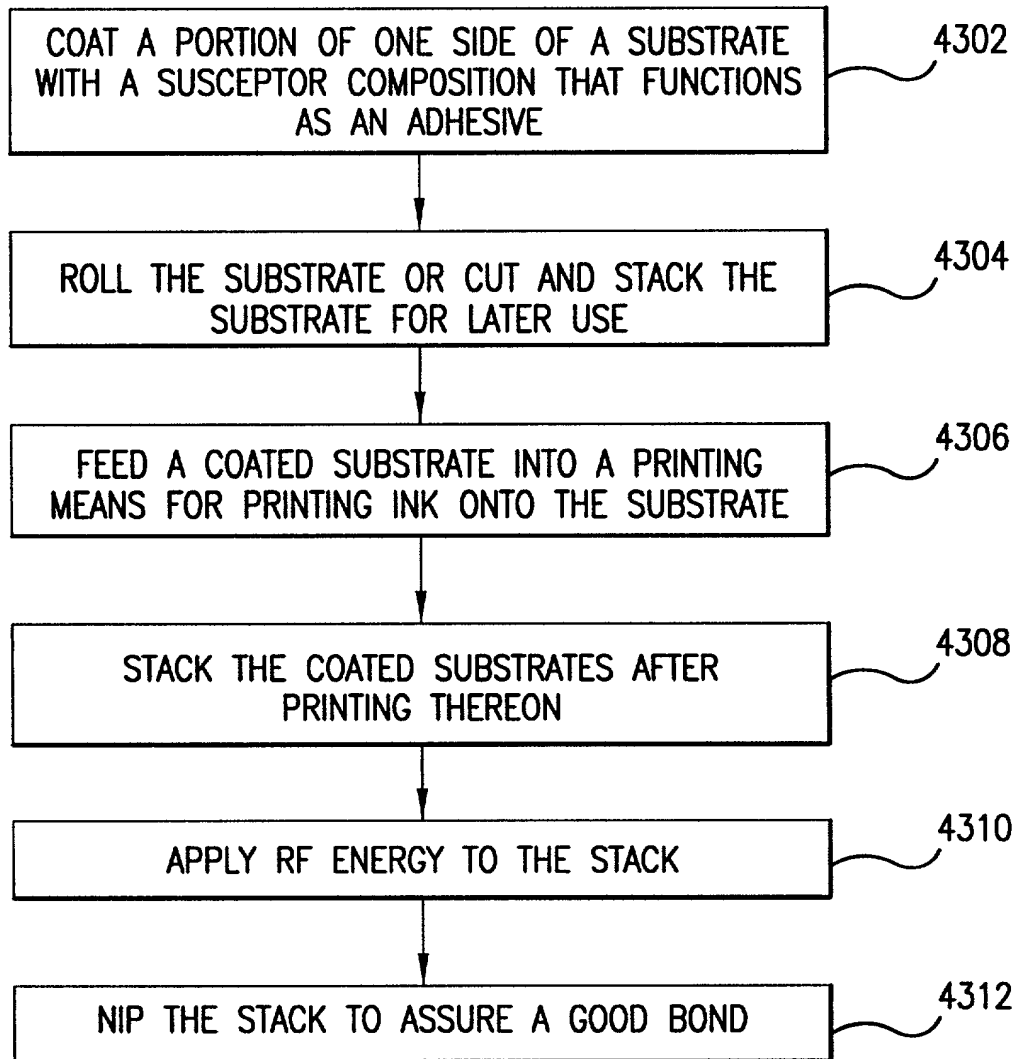 COAT A PORTION OF ONE SIDE OF A SUBSTRATE
WITH A SUSCEPTOR COMPOSITION THAT FUNCTIONS
AS AN ADHESIVE
4302
ROLL THE SUBSTRATE OR CUT AND STACK THE
SUBSTRATE FOR LATER USE
4304
FEED A COATED SUBSTRATE INTO A PRINTING
MEANS FOR PRINTING INK ONTO THE SUBSTRATE
4306
STACK THE COATED SUBSTRATES AFTER
PRINTING THEREON
4308
APPLY RF ENERGY TO THE STACK
4310
NIP THE STACK TO ASSURE A GOOD BOND
4312